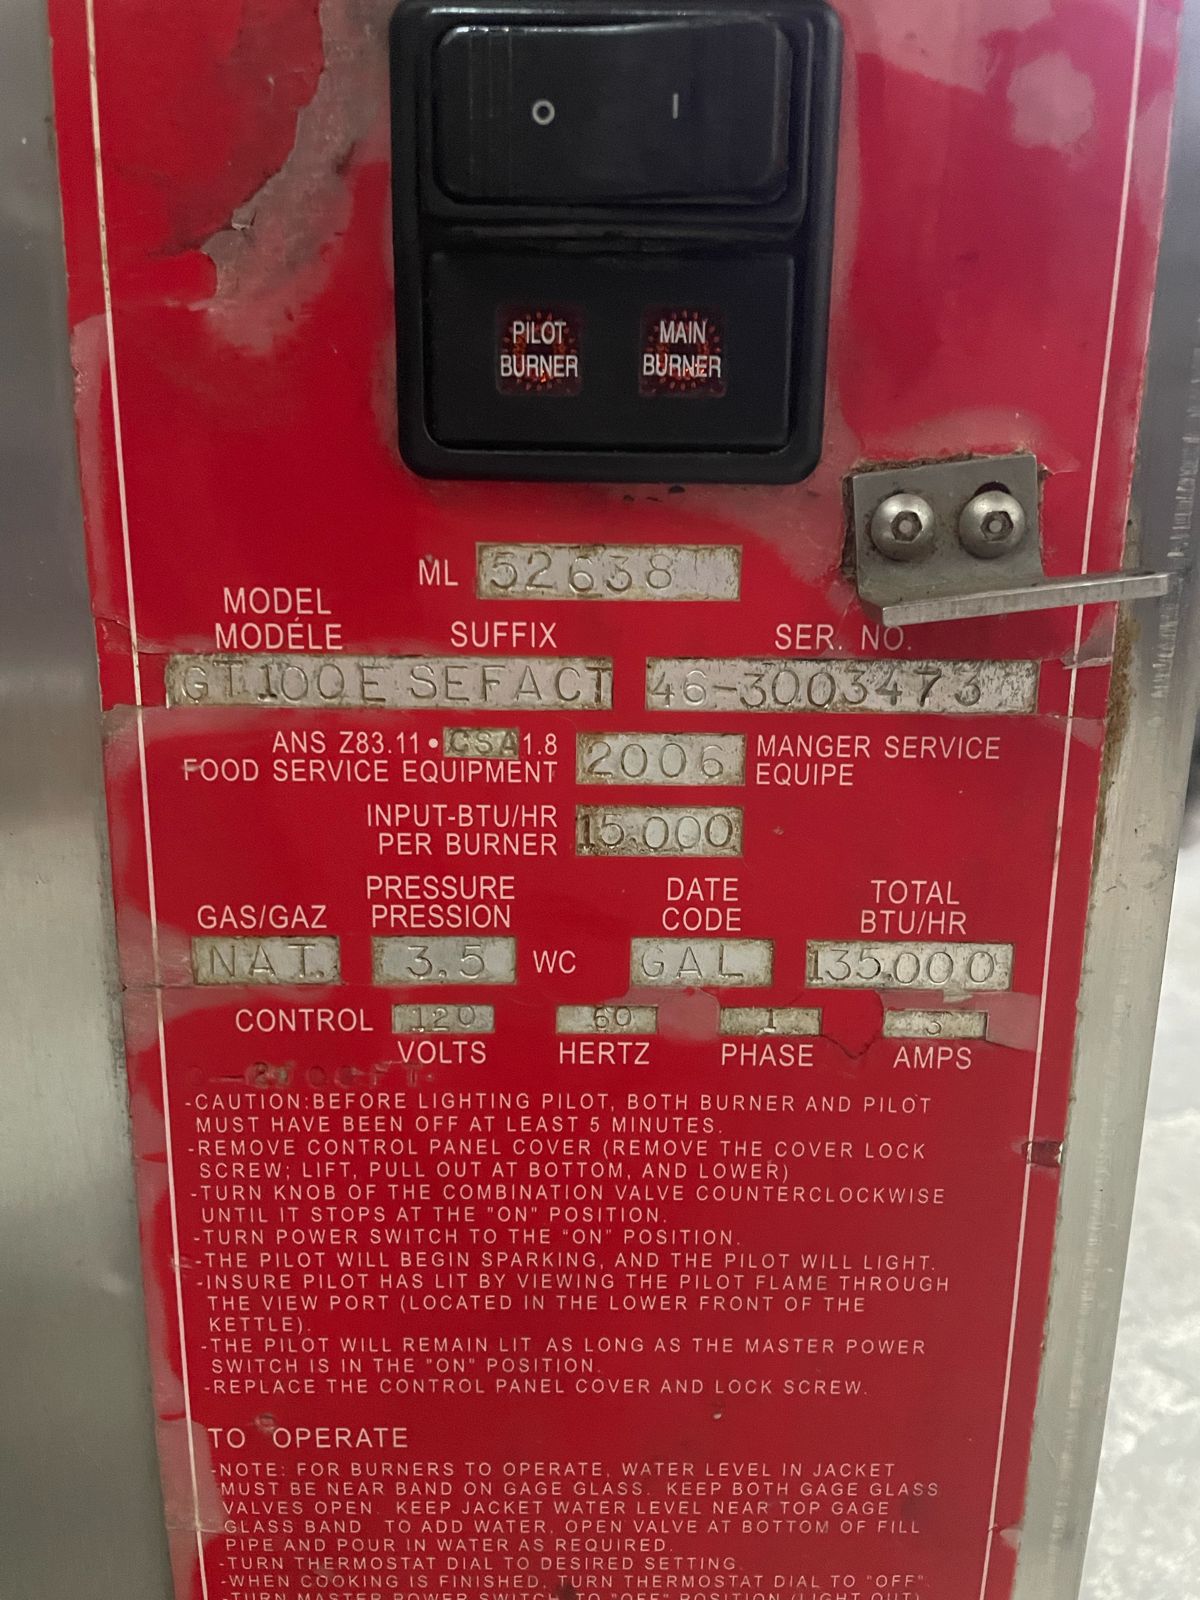 O I
PILOT BURNER
MAIN BURNER
ML 52638
MODEL
MODÉLE SUFFIX SER. NO.
GT100E SEFACT 46-3003473
ANS Z83.11 • CSA 1.8 2006 MANGER SERVICE
FOOD SERVICE EQUIPMENT EQUIPE
INPUT-BTU/HR
PER BURNER 15.000
PRESSURE DATE TOTAL
GAS/GAZ PRESSION CODE BTU/HR
NAT. 3.5 WC GAL 135.000
CONTROL 120 60 1 3
VOLTS HERTZ PHASE AMPS
-CAUTION:BEFORE LIGHTING PILOT, BOTH BURNER AND PILOT
MUST HAVE BEEN OFF AT LEAST 5 MINUTES.
-REMOVE CONTROL PANEL COVER (REMOVE THE COVER LOCK
SCREW; LIFT, PULL OUT AT BOTTOM, AND LOWER)
-TURN KNOB OF THE COMBINATION VALVE COUNTERCLOCKWISE
UNTIL IT STOPS AT THE "ON" POSITION.
-TURN POWER SWITCH TO THE "ON" POSITION.
-THE PILOT WILL BEGIN SPARKING, AND THE PILOT WILL LIGHT.
-INSURE PILOT HAS LIT BY VIEWING THE PILOT FLAME THROUGH
THE VIEW PORT (LOCATED IN THE LOWER FRONT OF THE
KETTLE).
-THE PILOT WILL REMAIN LIT AS LONG AS THE MASTER POWER
SWITCH IS IN THE "ON" POSITION.
-REPLACE THE CONTROL PANEL COVER AND LOCK SCREW.
TO OPERATE
-NOTE: FOR BURNERS TO OPERATE, WATER LEVEL IN JACKET
MUST BE NEAR BAND ON GAGE GLASS. KEEP BOTH GAGE GLASS
VALVES OPEN. KEEP JACKET WATER LEVEL NEAR TOP GAGE
GLASS BAND TO ADD WATER, OPEN VALVE AT BOTTOM OF FILL
PIPE AND POUR IN WATER AS REQUIRED.
-TURN THERMOSTAT DIAL TO DESIRED SETTING.
-WHEN COOKING IS FINISHED, TURN THERMOSTAT DIAL TO "OFF".
-TURN MASTER POWER SWITCH TO "OFF" POSITION (LIGHT OUT)